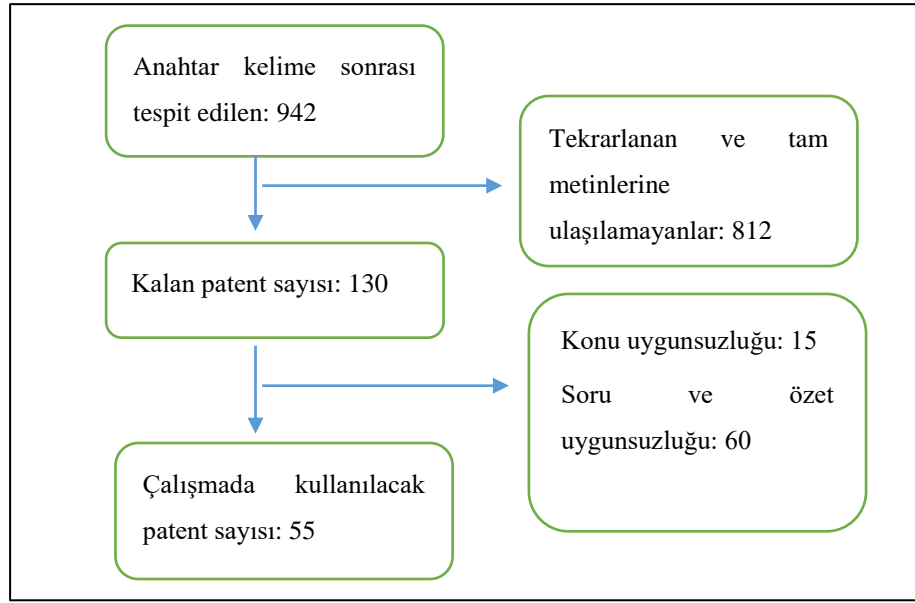 Anahtar kelime sonrası
tespit edilen: 942
Tekrarlanan ve tam
metinlerine
ulaşılamayanlar: 812
Kalan patent sayısı: 130
Konu uygunsuzluğu: 15
Soru ve özet
uygunsuzluğu: 60
Çalışmada kullanılacak
patent sayısı: 55